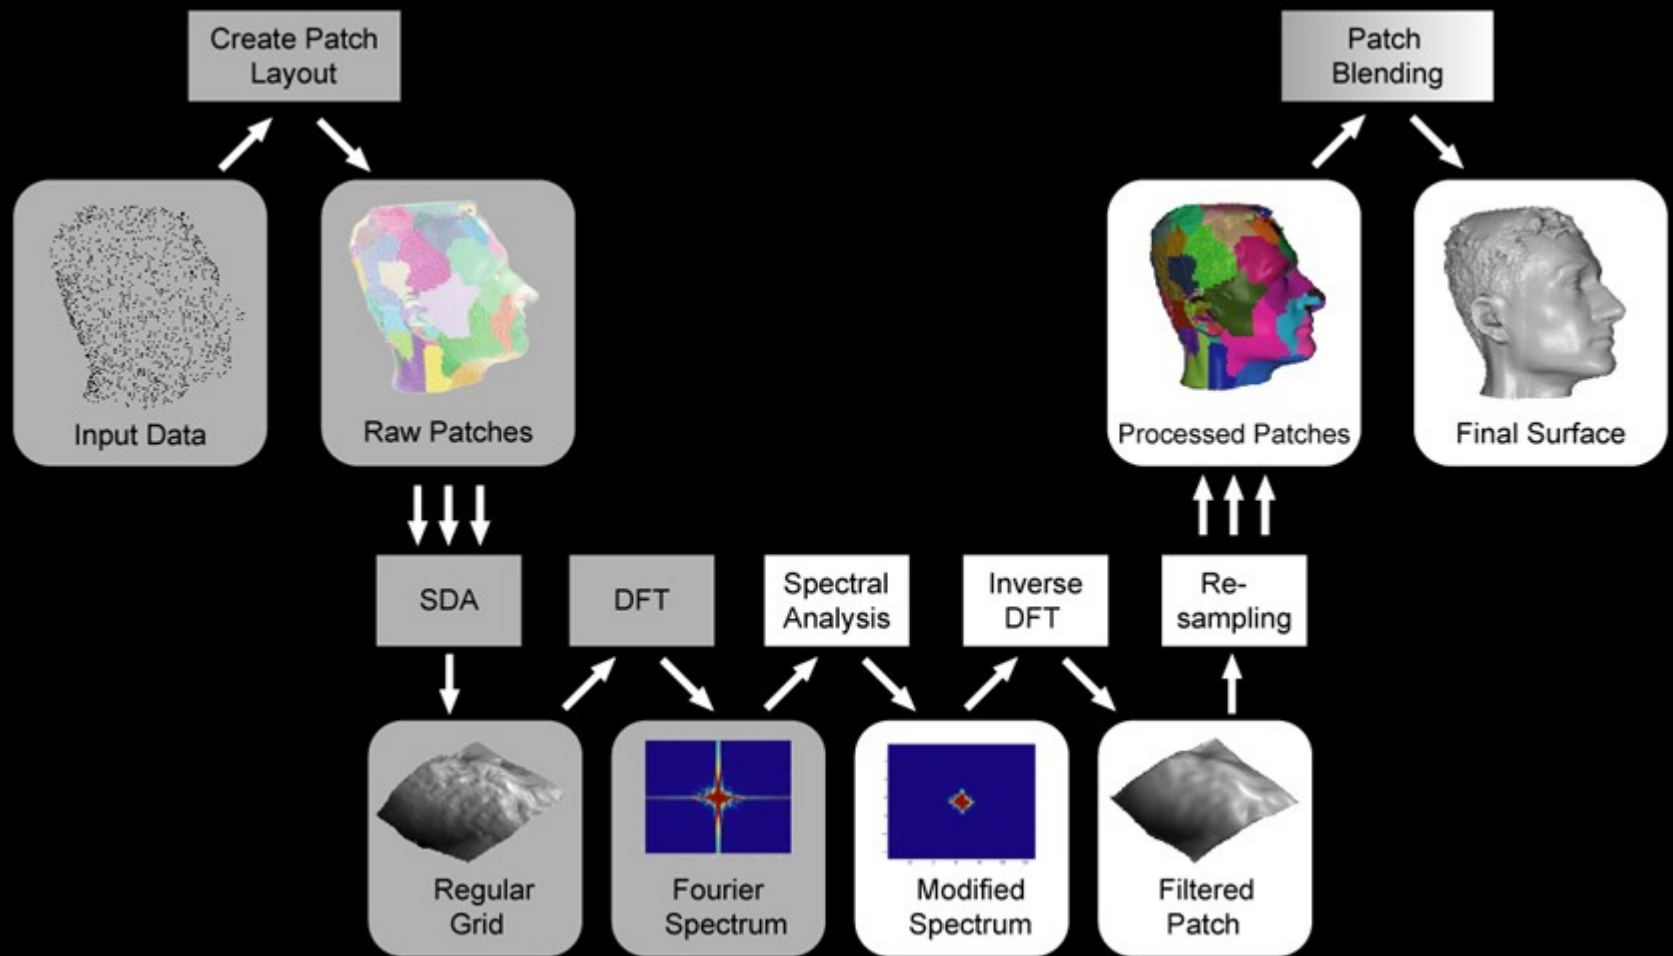 Create Patch
Layout
Patch
Blending
Input Data
Raw Patches
Processed Patches
Final Surface
SDA
DFT
Spectral
Analysis
Inverse
DFT
Re-
sampling
Regular
Grid
Fourier
Spectrum
Modified
Spectrum
Filtered
Patch